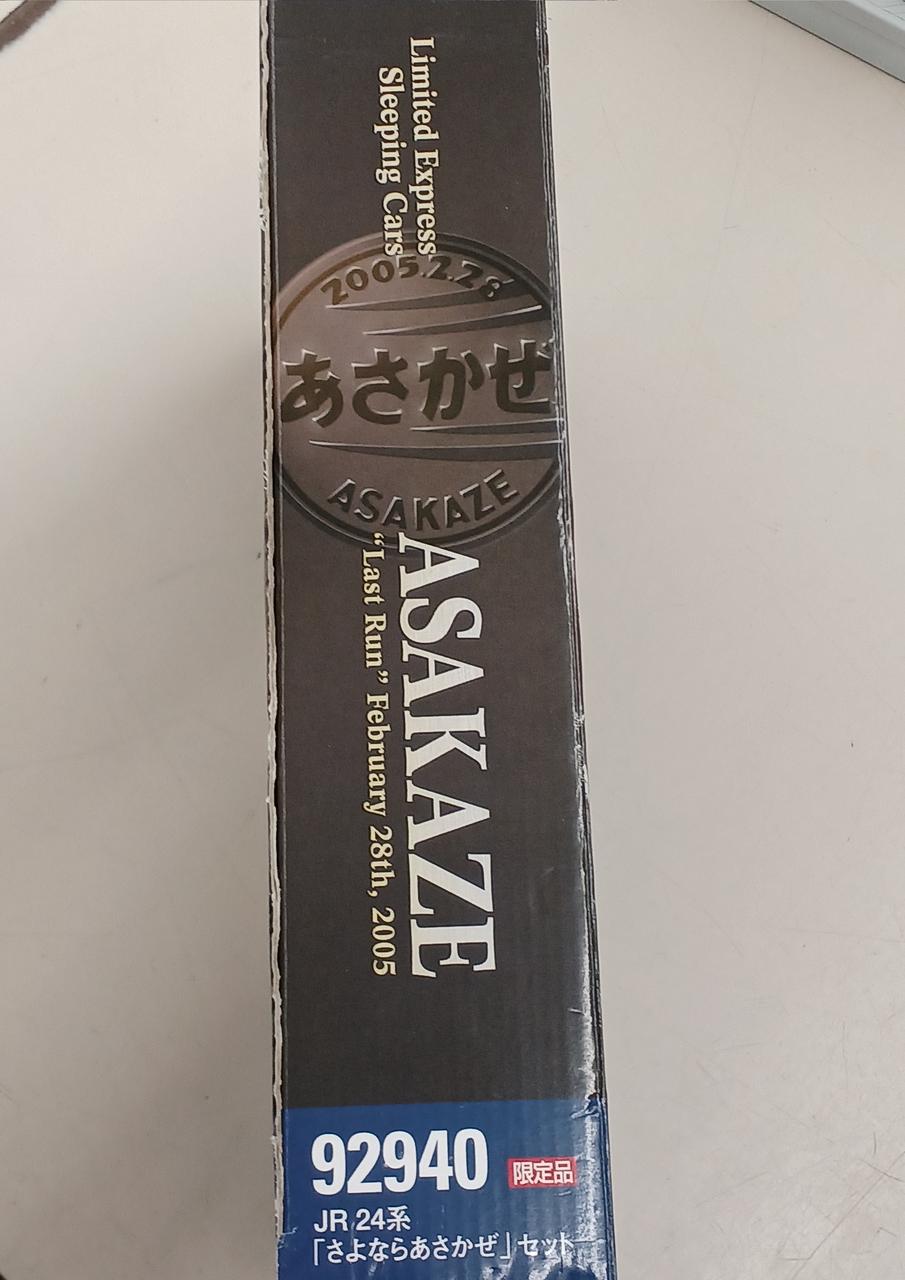 Limited Express
Sleeping Cars
2005.2.28
あさかぜ
ASAKAZE
ASAKAZE
“Last Run” February 28th, 2005
92940
限定品
JR 24系
「さよならあさかぜ」セット